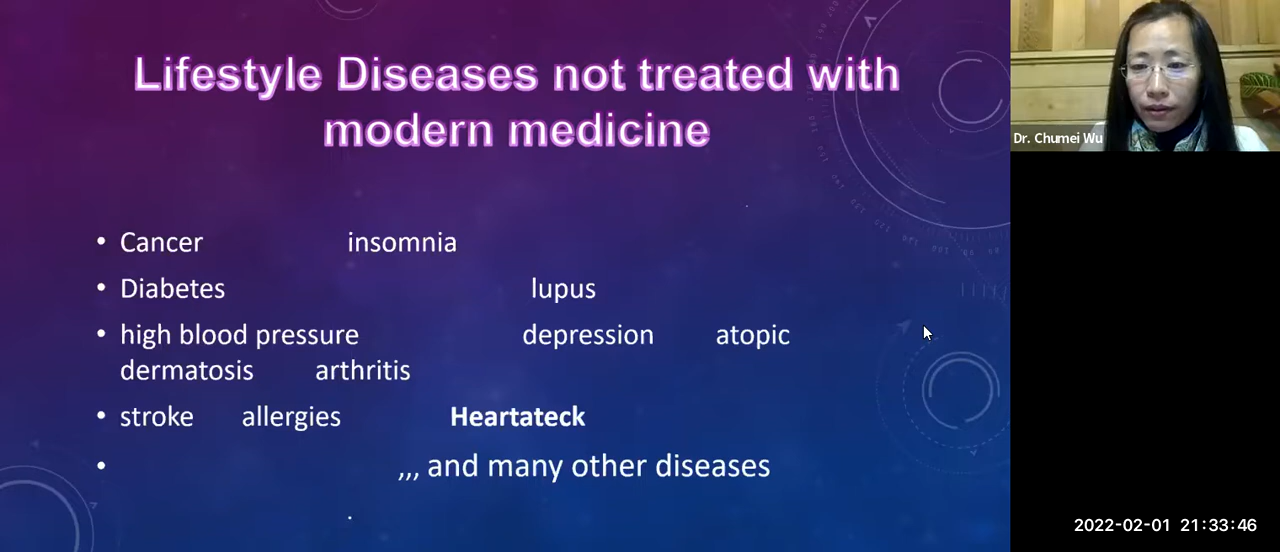 Lifestyle Diseases not treated with
modern medicine
• Cancer insomnia
• Diabetes lupus
• high blood pressure depression atopic
dermatosis arthritis
• stroke allergies Heartateck
• ,,, and many other diseases
Dr. Chumei Wu
2022-02-01 21:33:46